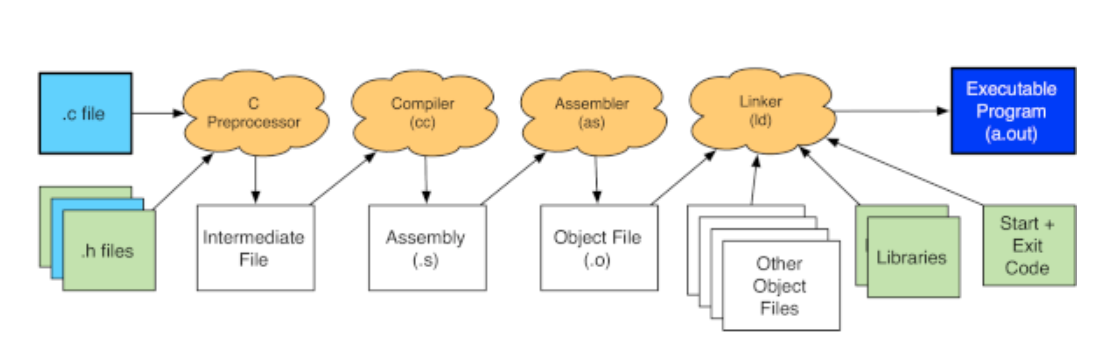 .c file
C
Preprocessor
Compiler
(cc)
Assembler
(as)
Linker
(ld)
Executable
Program
(a.out)
.h files
Intermediate
File
Assembly
(.s)
Object File
(.o)
Other
Object
Files
Libraries
Start +
Exit
Code